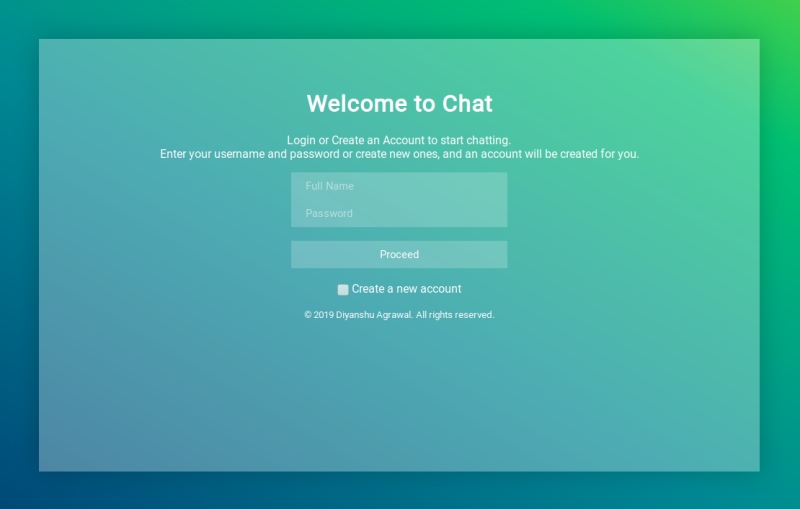 Welcome to Chat
Login or Create an Account to start chatting.
Enter your username and password or create new ones, and an account will be created for you.
Full Name
Password
Proceed
Create a new account
© 2019 Diyanshu Agrawal. All rights reserved.